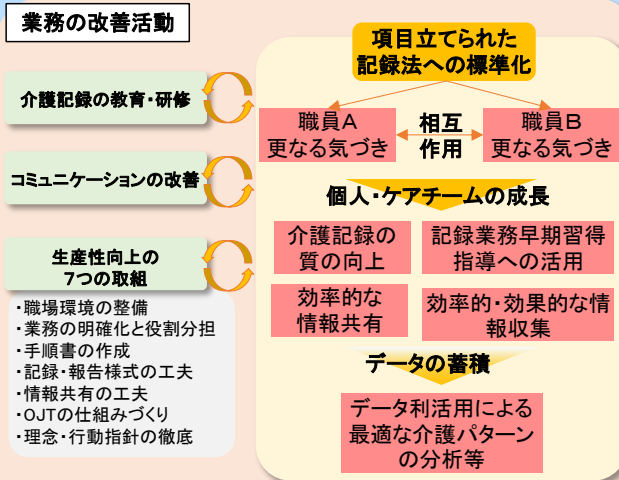 業務の改善活動
介護記録の教育・研修
コミュニケーションの改善
生産性向上の
7つの取組
・職場環境の整備
・業務の明確化と役割分担
・手順書の作成
・記録・報告様式の工夫
・情報共有の工夫
・OJTの仕組みづくり
・理念・行動指針の徹底
項目立てられた
記録法への標準化
職員A
更なる気づき
相互
作用
職員B
更なる気づき
個人・ケアチームの成長
介護記録の
質の向上
記録業務早期習得
指導への活用
効率的な
情報共有
効率的・効果的な情
報収集
データの蓄積
データ利活用による
最適な介護パターン
の分析等